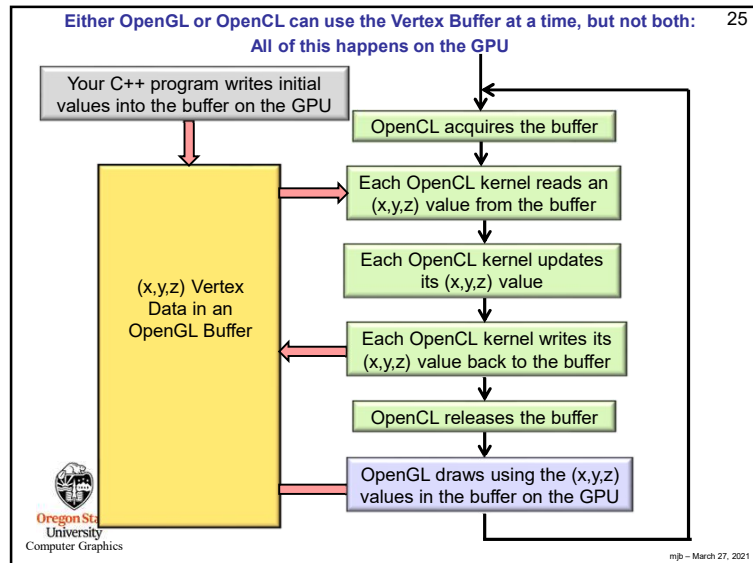 Either OpenGL or OpenCL can use the Vertex Buffer at a time, but not both:
25
All of this happens on the GPU
Your C++ program writes initial
values into the buffer on the GPU
OpenCL acquires the buffer
Each OpenCL kernel reads an
(x,y,z) value from the buffer
Each OpenCL kernel updates
its (x,y,z) value
(x,y,z) Vertex
Data in an
OpenGL Buffer
Each OpenCL kernel writes its
(x,y,z) value back to the buffer
OpenCL releases the buffer
OpenGL draws using the (x,y,z)
values in the buffer on the GPU
Oregon Sta
University
Computer Graphics
mjb – March 27, 2021